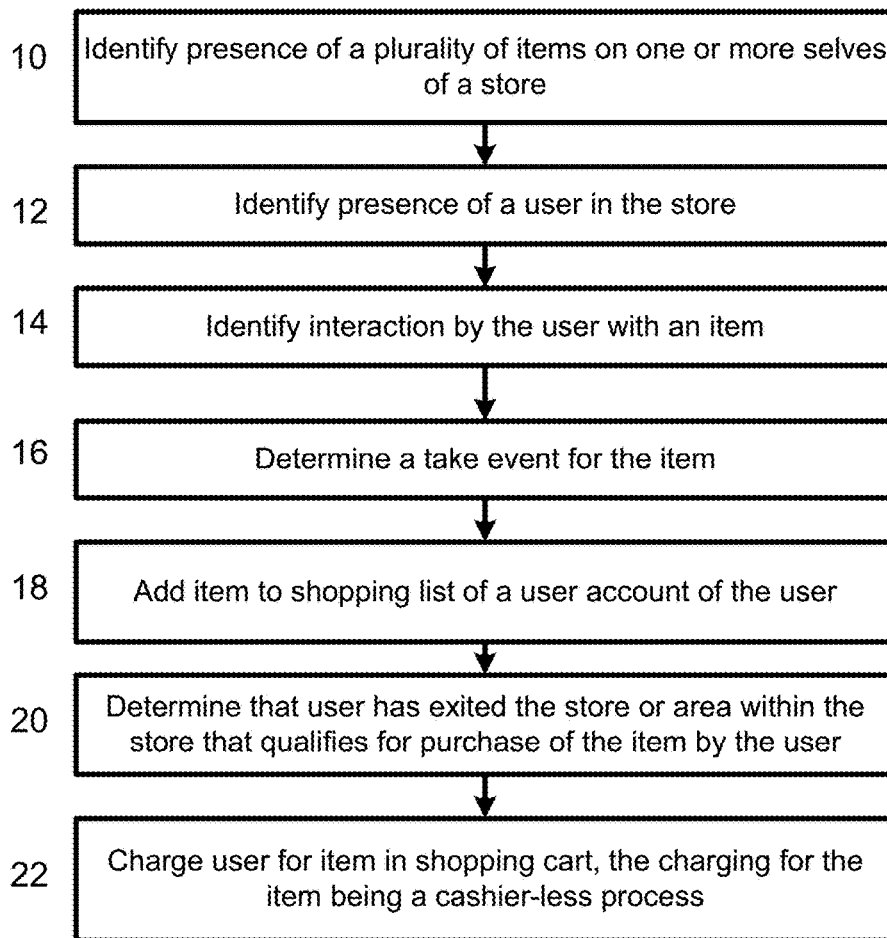 10
Identify presence of a plurality of items on one or more selves
of a store
12
Identify presence of a user in the store
14
Identify interaction by the user with an item
16
Determine a take event for the item
18
Add item to shopping list of a user account of the user
20
Determine that user has exited the store or area within the
store that qualifies for purchase of the item by the user
22
Charge user for item in shopping cart, the charging for the
item being a cashier-less process